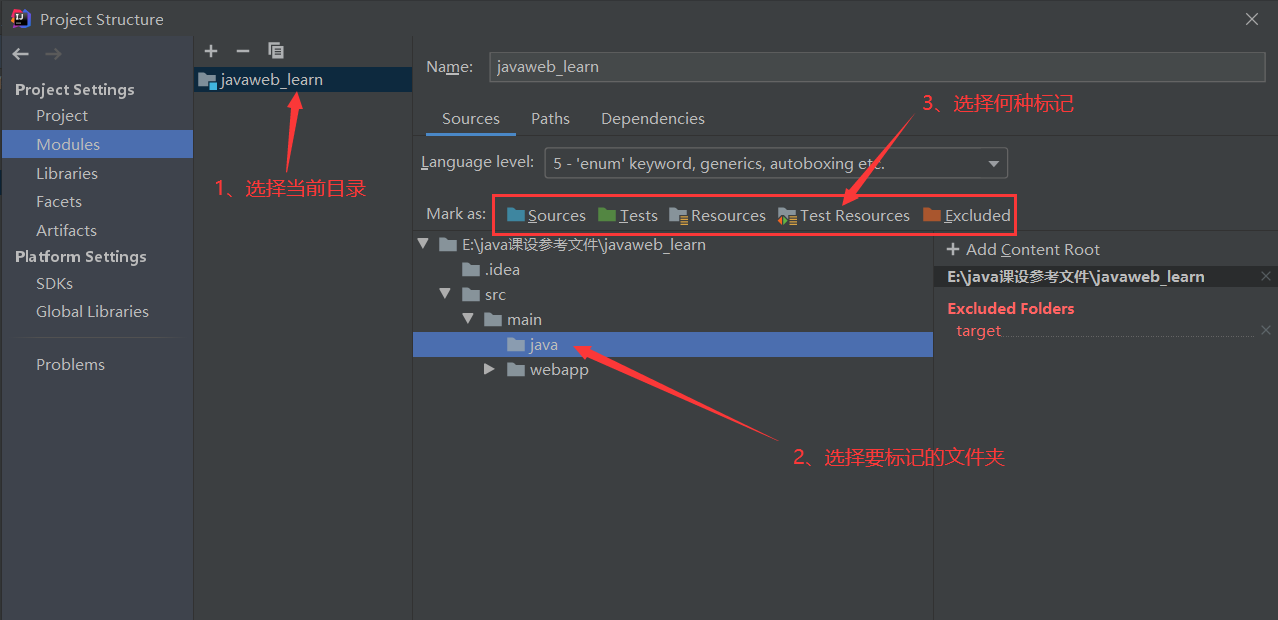 Project Structure
Project Settings
Project
Modules
Libraries
Facets
Artifacts
Platform Settings
SDKs
Global Libraries
Problems
javaweb_learn
1、选择当前目录
Name: javaweb_learn
Sources Paths Dependencies
3、选择何种标记
Language level: 5 - 'enum' keyword, generics, autoboxing etc.
Mark as: Sources Tests Resources Test Resources Excluded
E:\java课设参考文件\javaweb_learn
.idea
src
main
java
webapp
2、选择要标记的文件夹
+ Add Content Root
E:\java课设参考文件\javaweb_learn
Excluded Folders
target